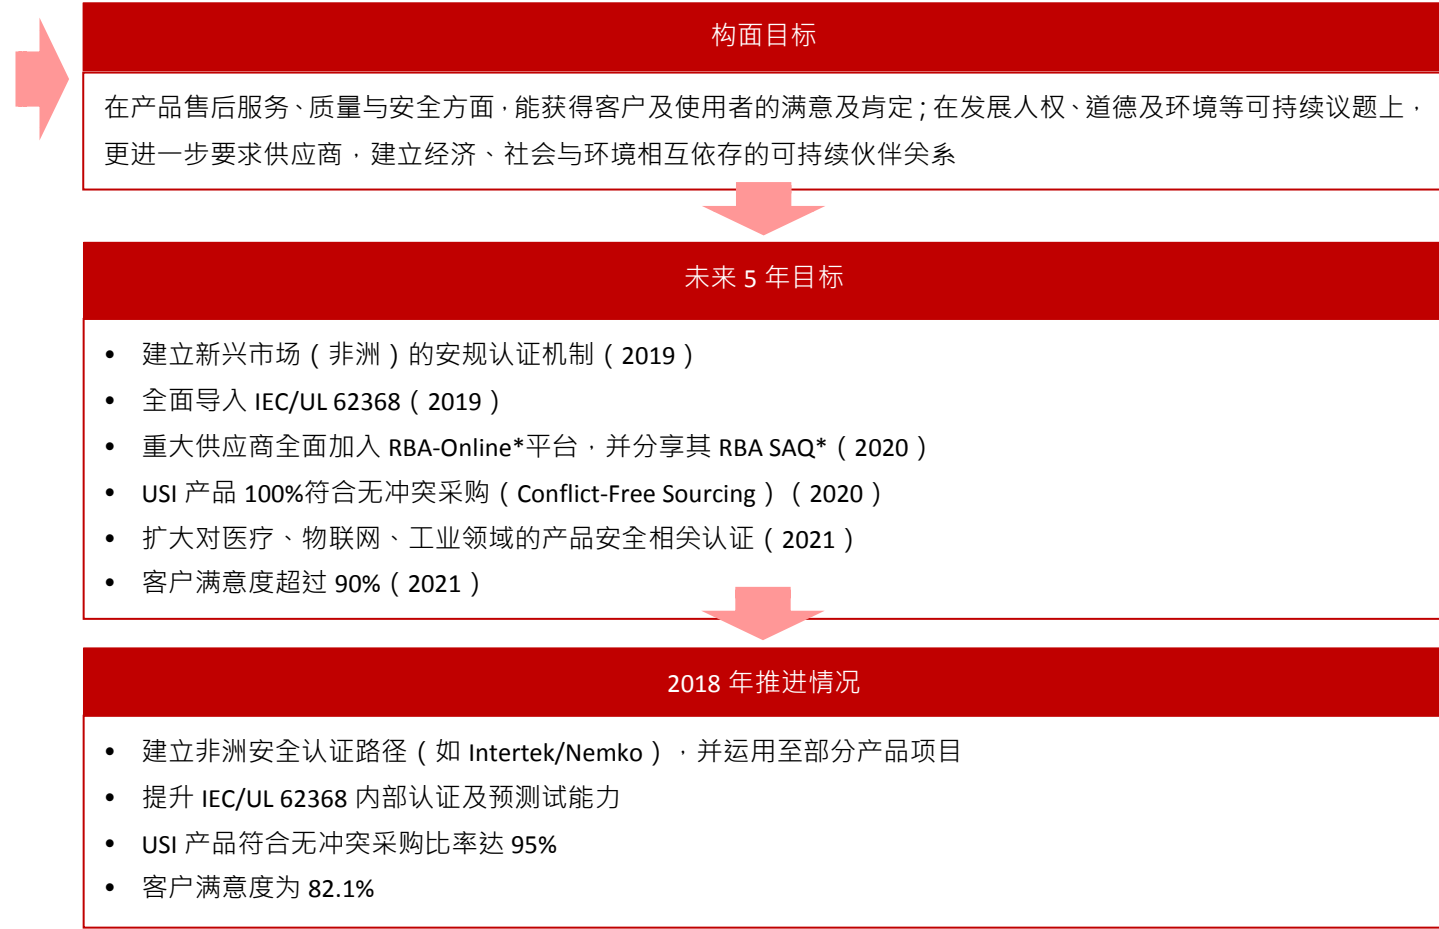 构面目标
在产品售后服务、质量与安全方面，能获得客户及使用者的满意及肯定；在发展人权、道德及环境等可持续议题上，
更进一步要求供应商，建立经济、社会与环境相互依存的可持续伙伴关系
未来 5 年目标
• 建立新兴市场（非洲）的安规认证机制（2019）
• 全面导入 IEC/UL 62368（2019）
• 重大供应商全面加入 RBA-Online*平台，并分享其 RBA SAQ*（2020）
• USI 产品 100%符合无冲突采购（Conflict-Free Sourcing）（2020）
• 扩大对医疗、物联网、工业领域的产品安全相关认证（2021）
• 客户满意度超过 90%（2021）
2018 年推进情况
• 建立非洲安全认证路径（如 Intertek/Nemko），并运用至部分产品项目
• 提升 IEC/UL 62368 内部认证及预测试能力
• USI 产品符合无冲突采购比率達 95%
• 客户满意度为 82.1%